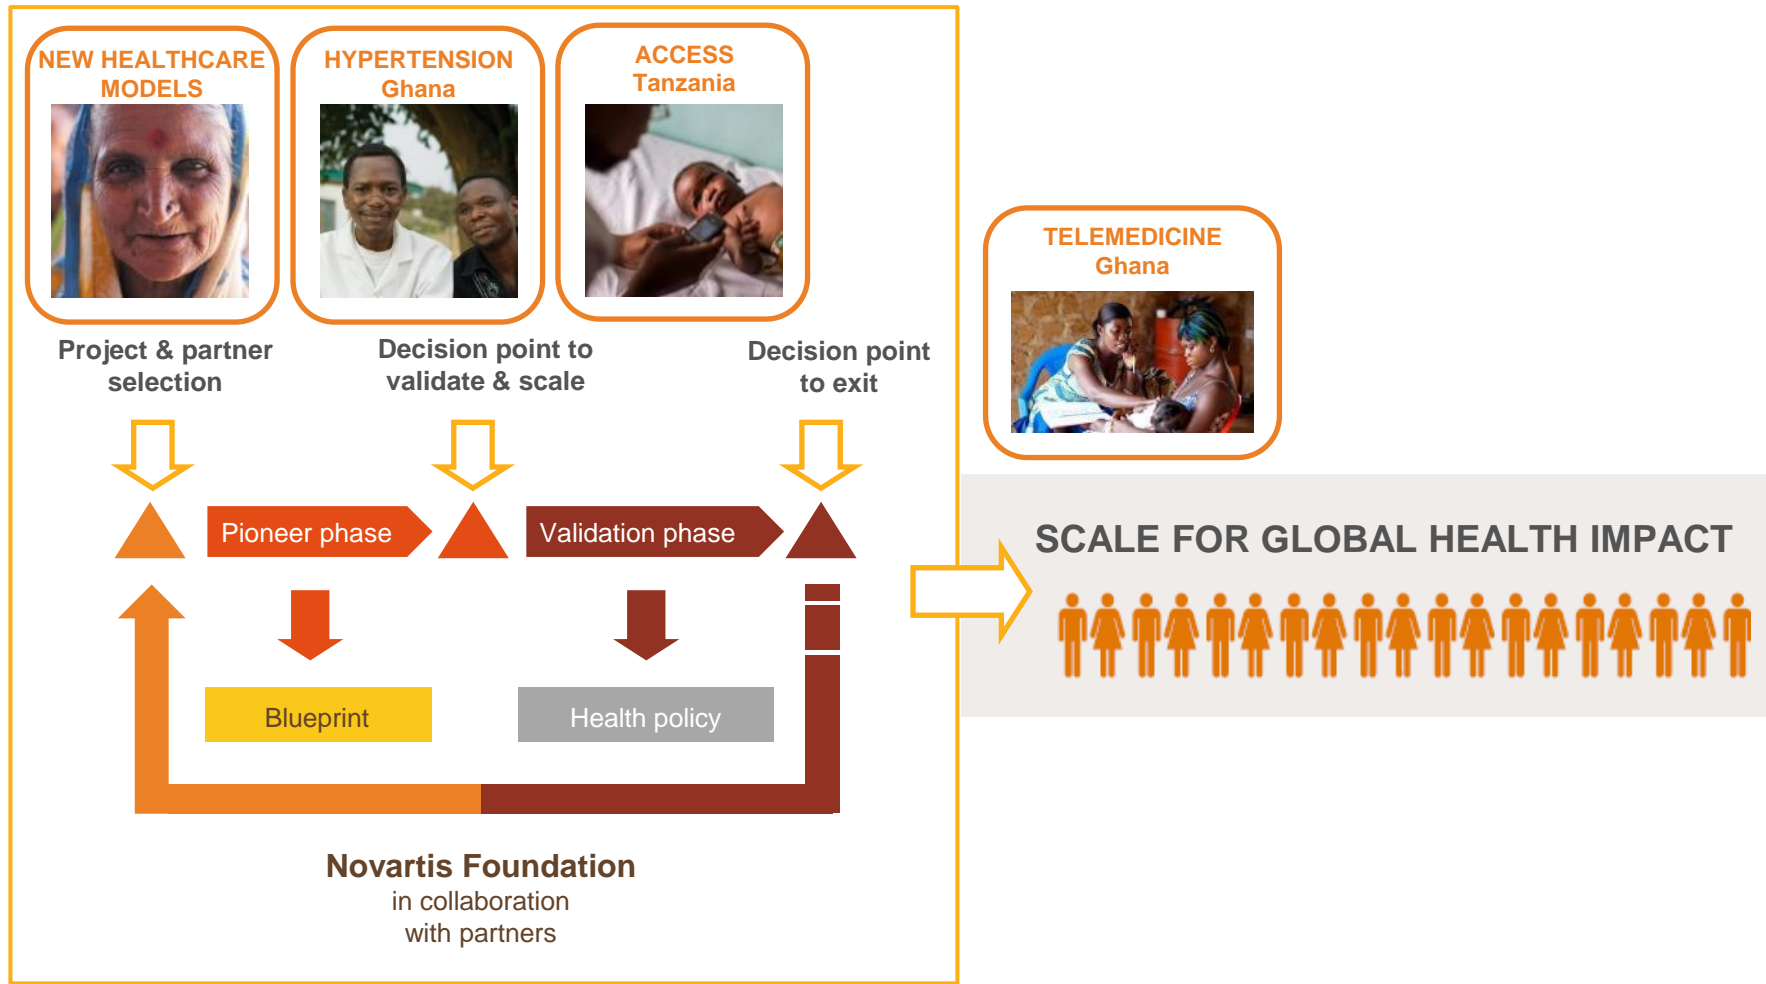 NEW HEALTHCARE
MODELS
HYPERTENSION
Ghana
ACCESS
Tanzania
TELEMEDICINE
Ghana
Project & partner
selection
Decision point to
validate & scale
Decision point
to exit
Pioneer phase
Validation phase
SCALE FOR GLOBAL HEALTH IMPACT
Blueprint
Health policy
Novartis Foundation
in collaboration
with partners